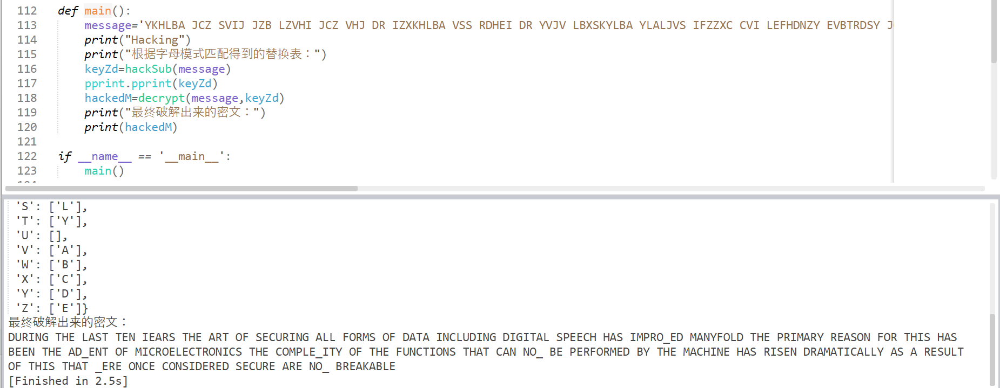 112 def main():
113 message='YKHLBA JCZ SVIJ JZB LZVHI JCZ VHJ DR IZXKHLBA VSS RDHEI DR YVJV LBXSKYLBA YLALJVS IFZZXC CVI LEFHDNZY EVBTRDSY
114 print("Hacking")
115 print("根据字母模式匹配得到的替换表：")
116 keyZd=hackSub(message)
117 pprint.pprint(keyZd)
118 hackedM=decrypt(message,keyZd)
119 print("最终破解出来的密文：")
120 print(hackedM)
121
122 if __name__ == '__main__':
123 main()
'S': ['L'],
'T': ['Y'],
'U': [],
'V': ['A'],
'W': ['B'],
'X': ['C'],
'Y': ['D'],
'Z': ['E']}
最终破解出来的密文：
DURING THE LAST TEN IEARS THE ART OF SECURING ALL FORMS OF DATA INCLUDING DIGITAL SPEECH HAS IMPRO_ED MANYFOLD THE PRIMARY REASON FOR THIS HAS
BEEN THE AD_ENT OF MICROELECTRONICS THE COMPLE_ITY OF THE FUNCTIONS THAT CAN NO_ BE PERFORMED BY THE MACHINE HAS RISEN DRAMATICALLY AS A RESULT
OF THIS THAT _ERE ONCE CONSIDERED SECURE ARE NO_ BREAKABLE
[Finished in 2.5s]